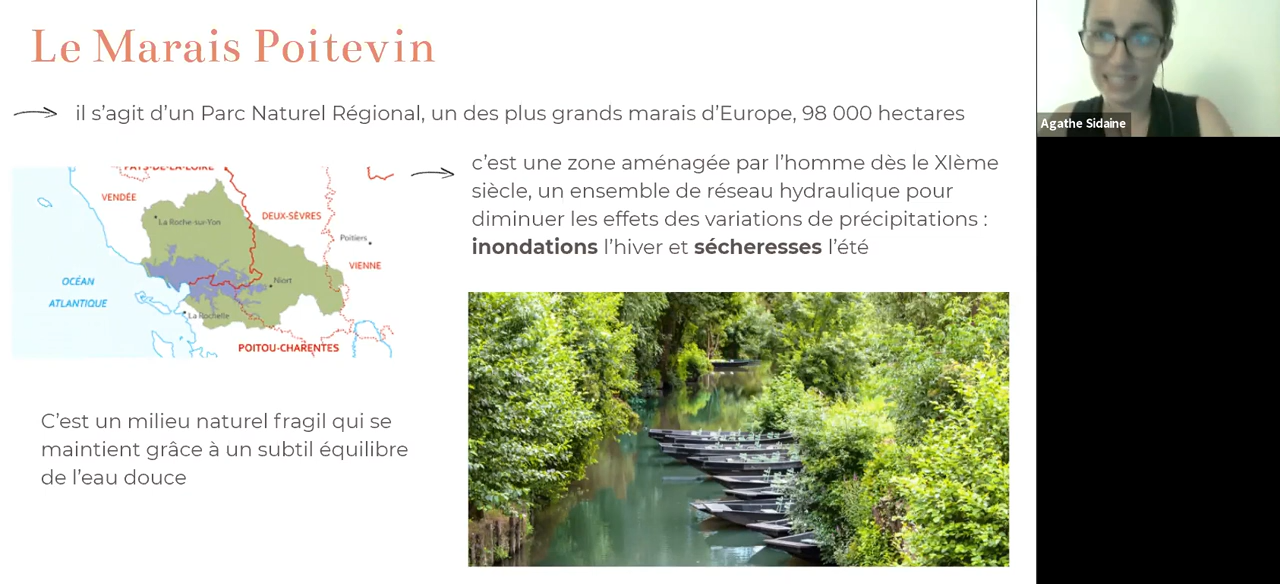 Le Marais Poitevin
il s'agit d'un Parc Naturel Régional, un des plus grands marais d'Europe, 98 000 hectares
c'est une zone aménagée par l'homme dès le XIème
siècle, un ensemble de réseau hydraulique pour
diminuer les effets des variations de précipitations :
inondations l'hiver et sécheresses l'été
PAYS-DE-LA-LOIRE
VENDÉE
La Roche-sur-Yon
DEUX-SÈVRES
Poitiers
VIENNE
OCÉAN
ATLANTIQUE
Niort
La Rochelle
POITOU-CHARENTES
C'est un milieu naturel fragil qui se
maintient grâce à un subtil équilibre
de l'eau douce
Agathe Sidaine